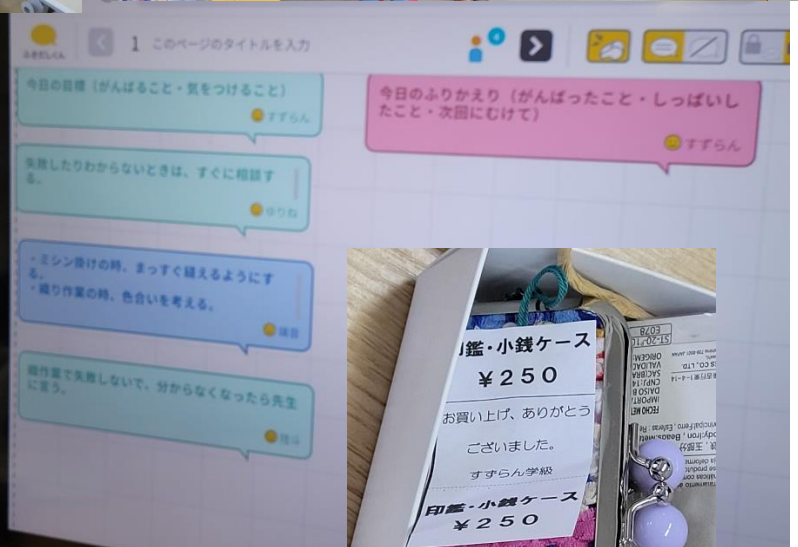 ふきだしくん
1 このページのタイトルを入力
4
今日の目標（がんばること・気をつけること）
すずらん
失敗したりわからないときは、すぐに相談す
る。
ゆりね
・ミシン掛けの時、まっすぐ縫えるようにす
る。
・織り作業の時、色合いを考える。
織作業で失敗しないで、分からなくなったら先生
に言う。
今日のふりかえり（がんばったこと・しっぱいし
たこと・次回にむけて）
すずらん
印鑑・小銭ケース
￥２５０
お買い上げ、ありがとう
ございました。
すずらん学級
印鑑・小銭ケース
￥２５０
E078
ORIGEM:
DAISO
IMPORT.
FECHO MET